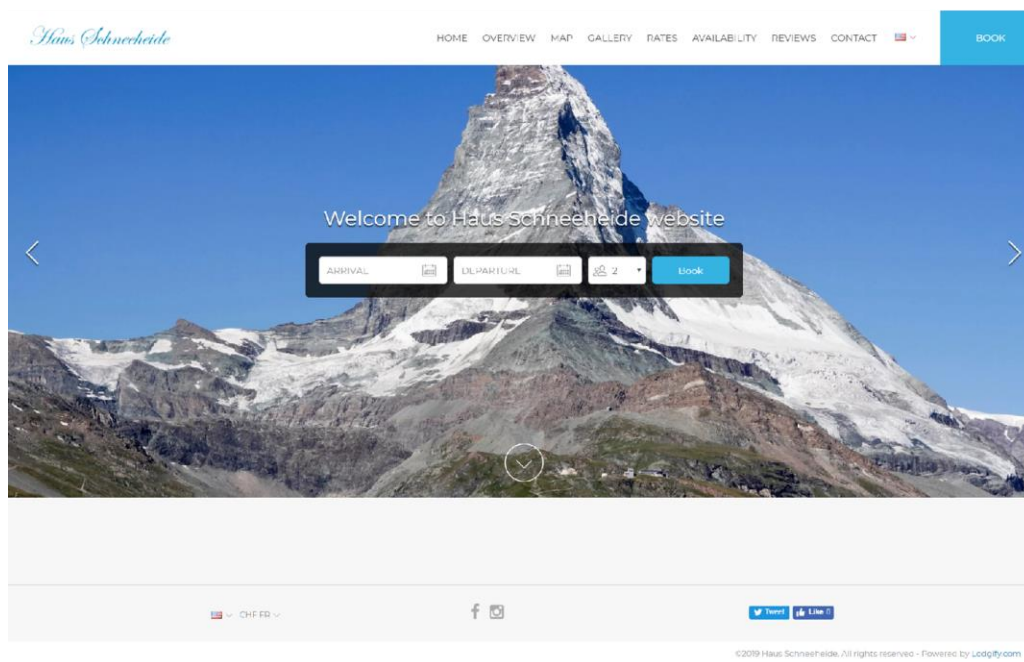 Haus Schneeheide
HOME OVERVIEW MAP GALLERY RATES AVAILABILITY REVIEWS CONTACT
BOOK
Welcome to Haus Schneeheide website
ARRIVAL DEPARTURE 2 Book
CHF FR
Tweet Like 0
©2019 Haus Schneeheide. All rights reserved - Powered by Lodgify.com